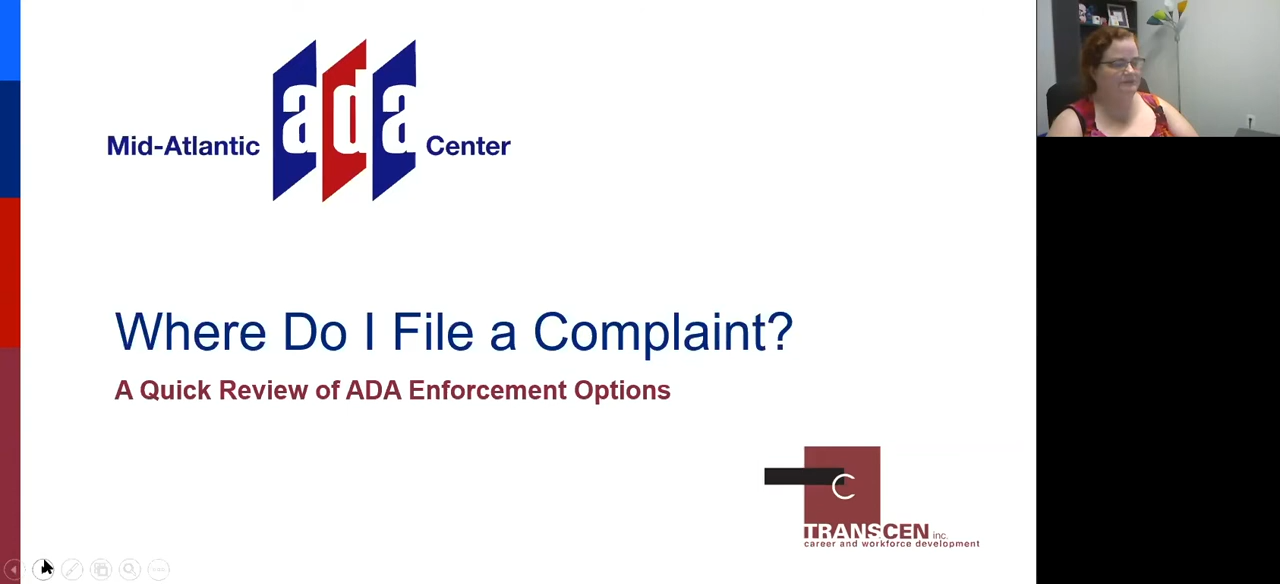 Mid-Atlantic ada Center
Where Do I File a Complaint?
A Quick Review of ADA Enforcement Options
C
TRANSCEN inc.
career and workforce development